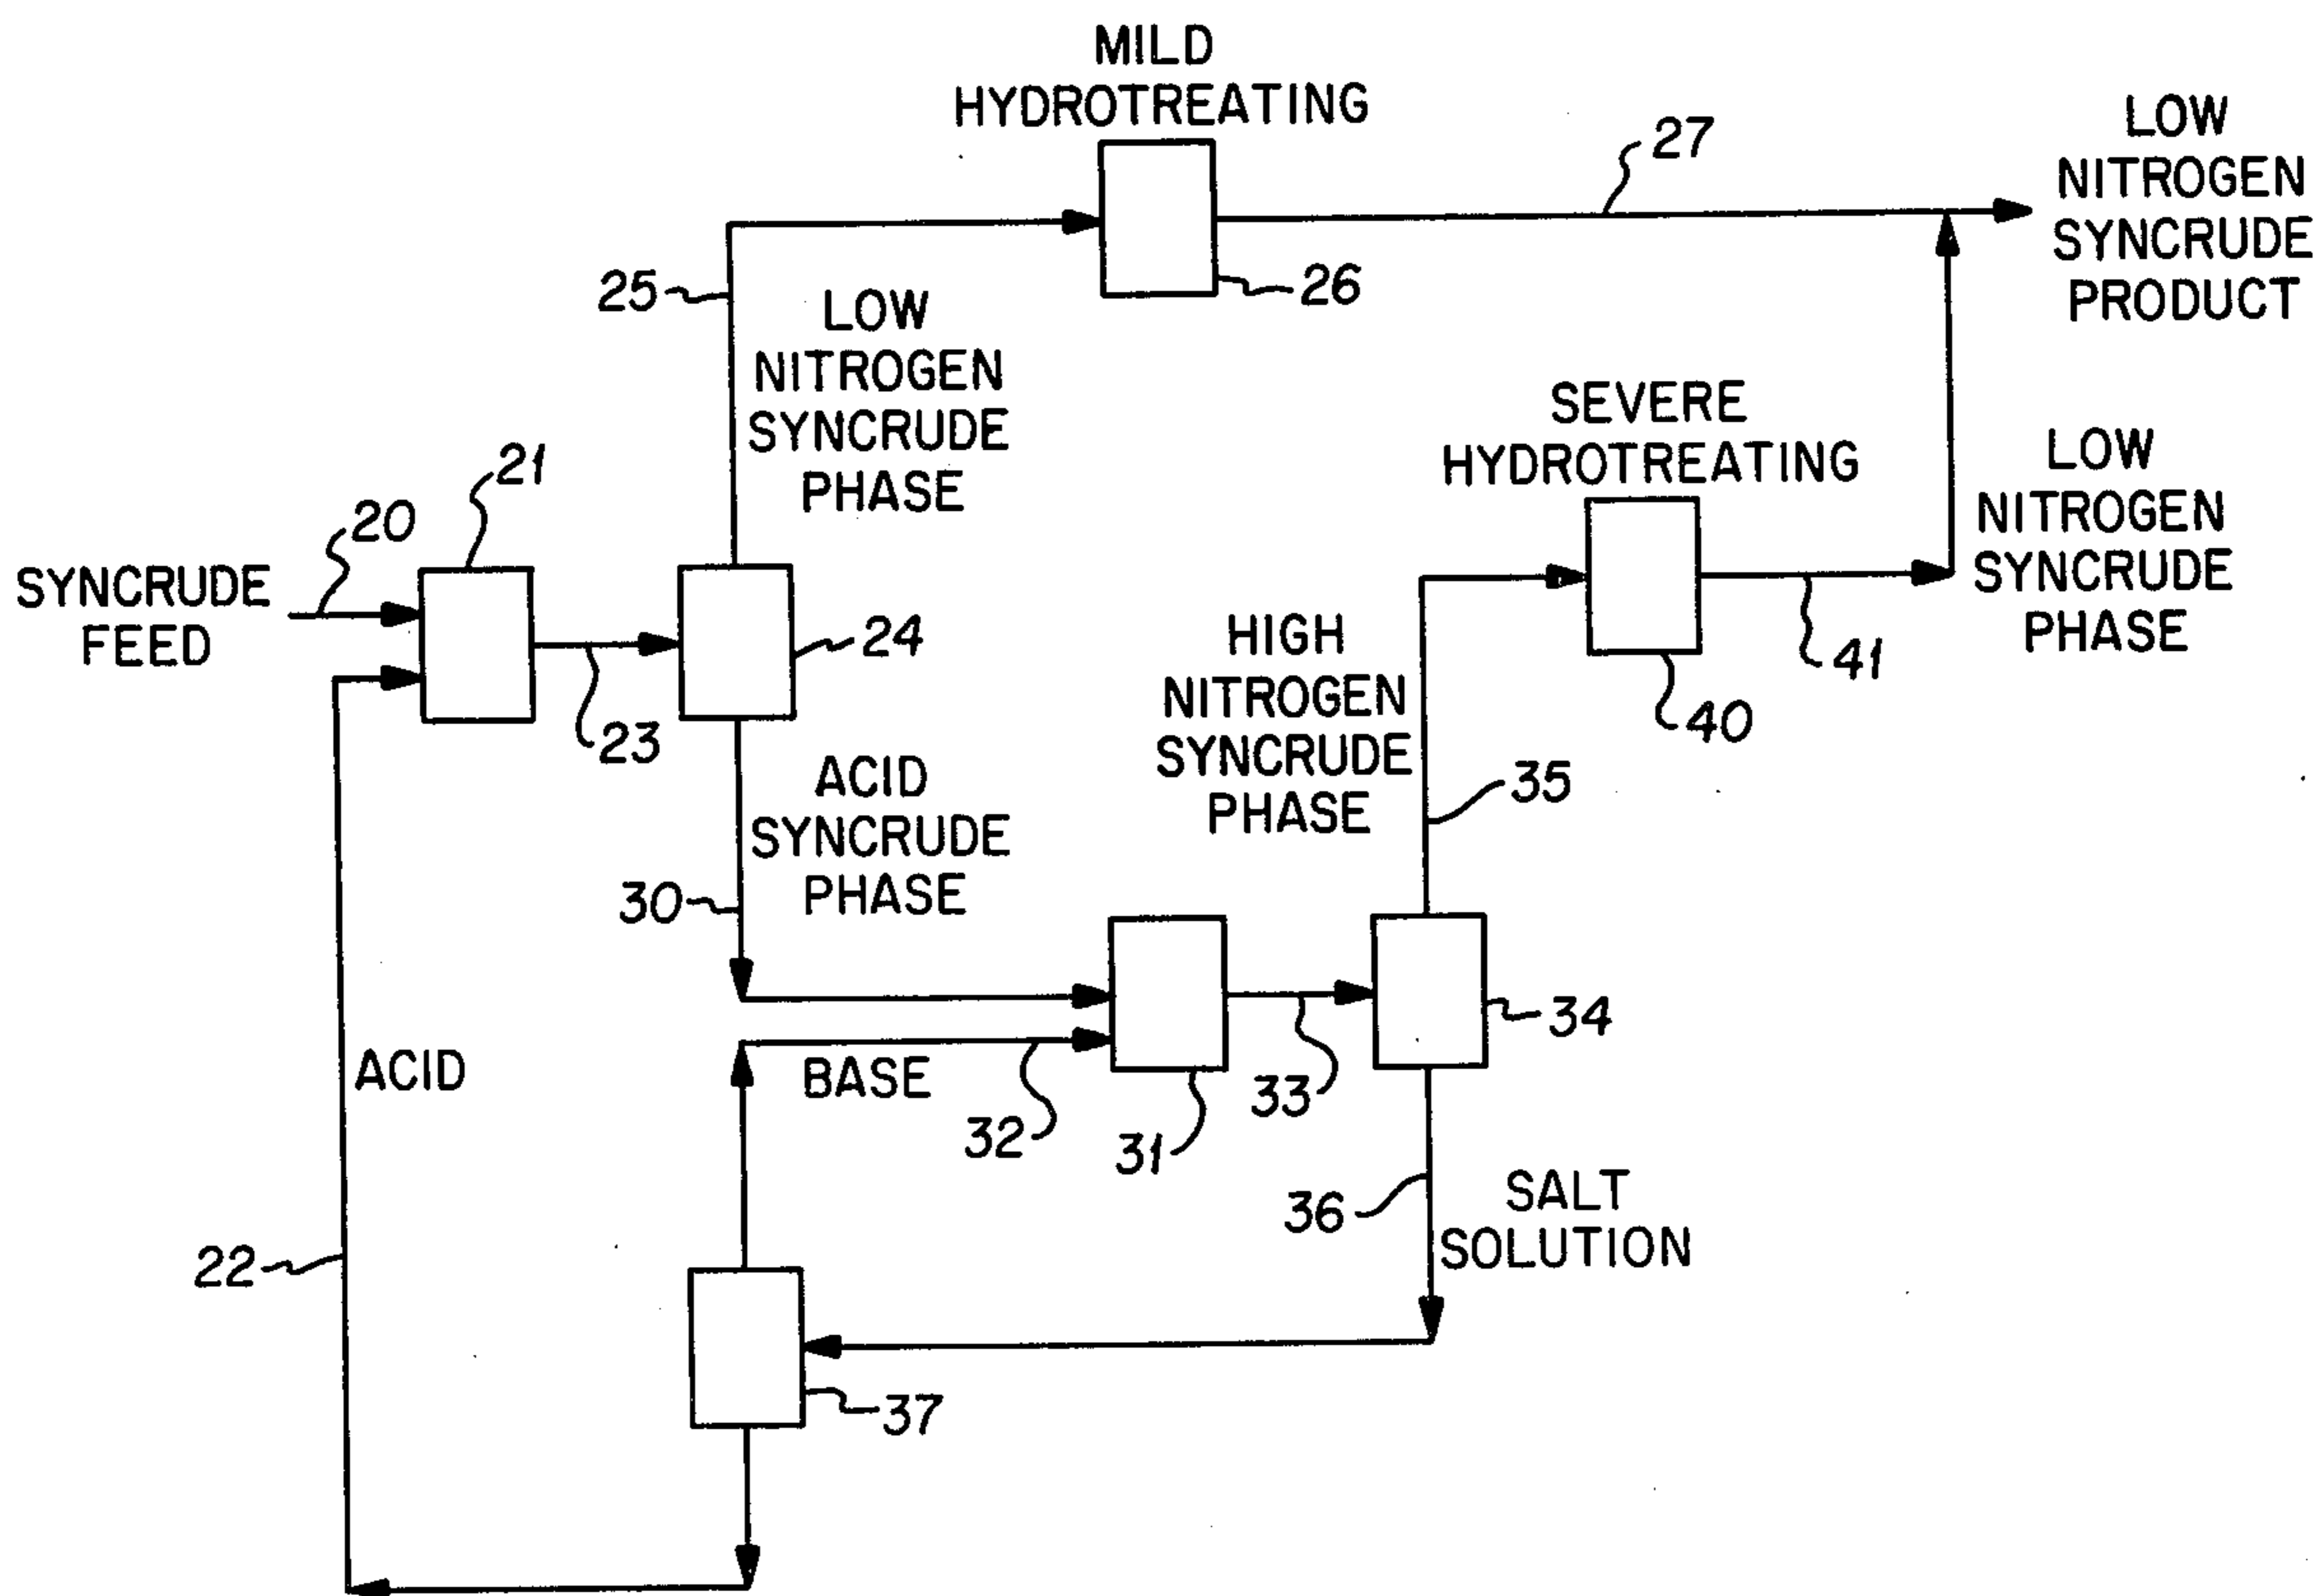 MILD
HYDROTREATING
27
LOW
NITROGEN
SYNCRUDE
PRODUCT
25
26
LOW
NITROGEN
SYNCRUDE
PHASE
SEVERE
HYDROTREATING
LOW
NITROGEN
SYNCRUDE
PHASE
21
20
SYNCRUDE
FEED
24
23
41
40
HIGH
NITROGEN
SYNCRUDE
PHASE
35
ACID
SYNCRUDE
PHASE
30
34
ACID
BASE
32
31
33
36
SALT
SOLUTION
22
37